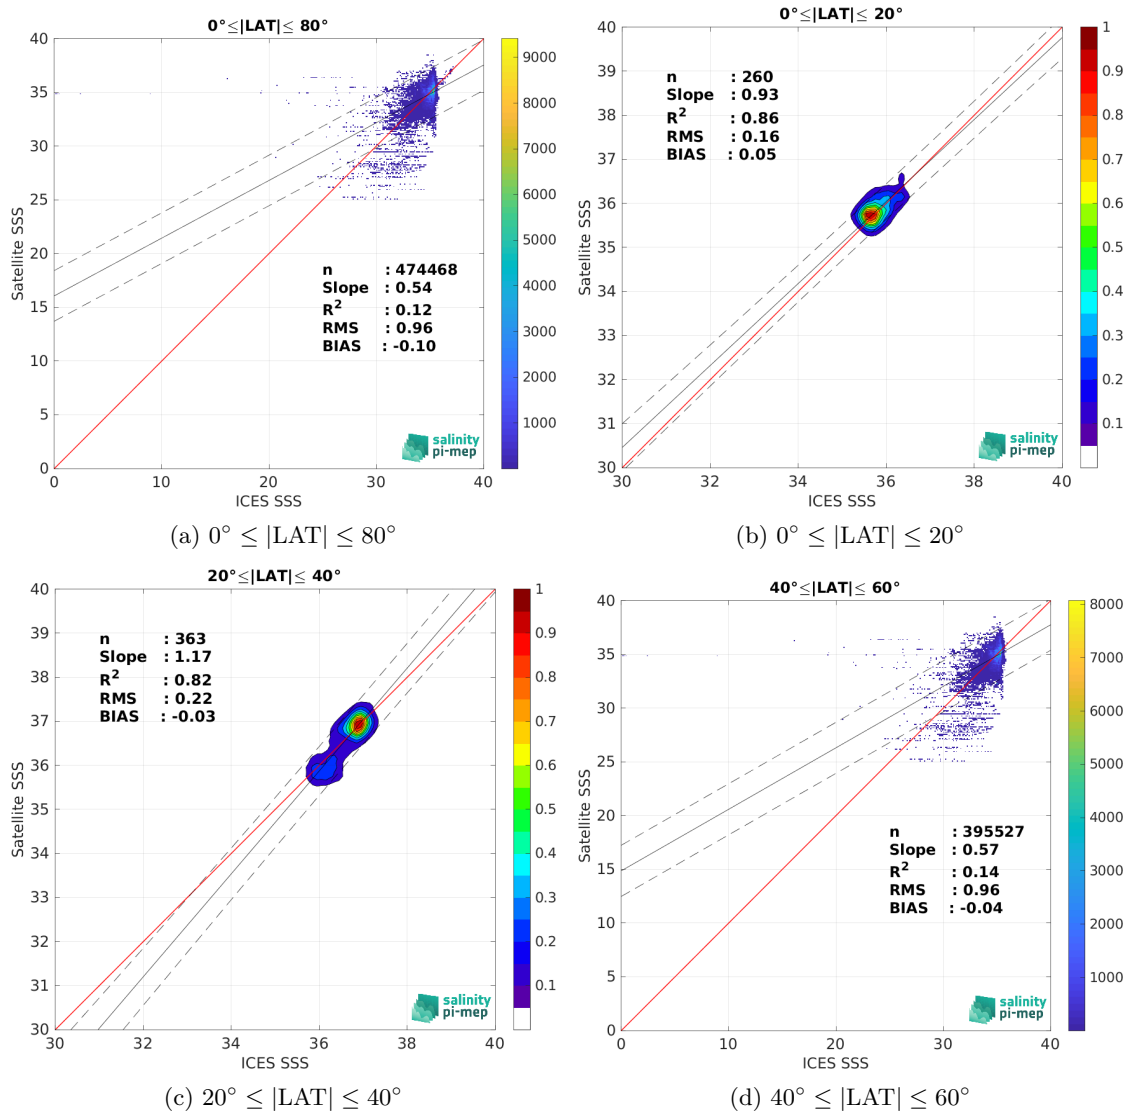 0°≤|LAT|≤ 80°
40
35
30
25
20
15
10
5
0
0
10
20
30
40
Satellite SSS
ICES SSS
n : 474468
Slope : 0.54
R² : 0.12
RMS : 0.96
BIAS : -0.10
9000
8000
7000
6000
5000
4000
3000
2000
1000
salinity
pi-mep
(a) 0° ≤ |LAT| ≤ 80°
0°≤|LAT|≤ 20°
40
39
38
37
36
35
34
33
32
31
30
30
32
34
36
38
40
Satellite SSS
ICES SSS
n : 260
Slope : 0.93
R² : 0.86
RMS : 0.16
BIAS : 0.05
1
0.9
0.8
0.7
0.6
0.5
0.4
0.3
0.2
0.1
salinity
pi-mep
(b) 0° ≤ |LAT| ≤ 20°
20°≤|LAT|≤ 40°
40
39
38
37
36
35
34
33
32
31
30
30
32
34
36
38
40
Satellite SSS
ICES SSS
n : 363
Slope : 1.17
R² : 0.82
RMS : 0.22
BIAS : -0.03
1
0.9
0.8
0.7
0.6
0.5
0.4
0.3
0.2
0.1
salinity
pi-mep
(c) 20° ≤ |LAT| ≤ 40°
40°≤|LAT|≤ 60°
40
35
30
25
20
15
10
5
0
0
10
20
30
40
Satellite SSS
ICES SSS
n : 395527
Slope : 0.57
R² : 0.14
RMS : 0.96
BIAS : -0.04
8000
7000
6000
5000
4000
3000
2000
1000
salinity
pi-mep
(d) 40° ≤ |LAT| ≤ 60°